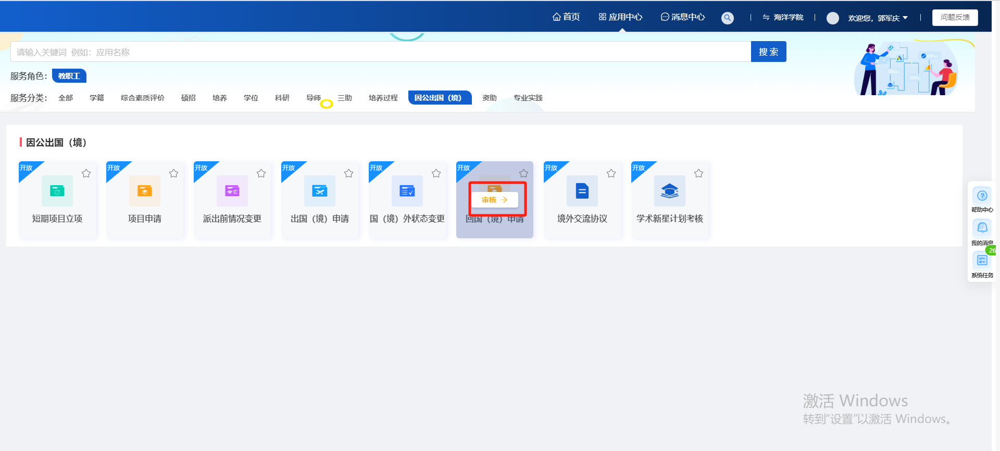 首页 应用中心 消息中心 海洋学院 欢迎您，郭军庆 问题反馈
请输入关键词 例如：应用名称 搜 索
服务角色： 教职工
服务分类： 全部 学籍 综合素质评价 硕招 培养 学位 科研 导师 三助 培养过程 因公出国（境） 资助 专业实践
因公出国（境）
开放 开放 开放 开放 开放 开放 开放 开放
审核
短期项目立项 项目申请 派出前情况变更 出国（境）申请 国（境）外状态变更 回国（境）申请 境外交流协议 学术新星计划考核
帮助中心
我的消息
26
系统任务
激活 Windows
转到“设置”以激活 Windows。